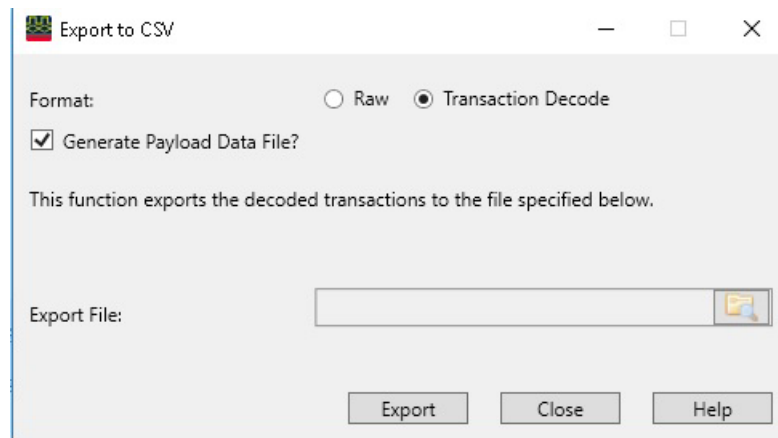 Export to CSV
Format: Raw Transaction Decode
Generate Payload Data File?
This function exports the decoded transactions to the file specified below.
Export File:
Export Close Help